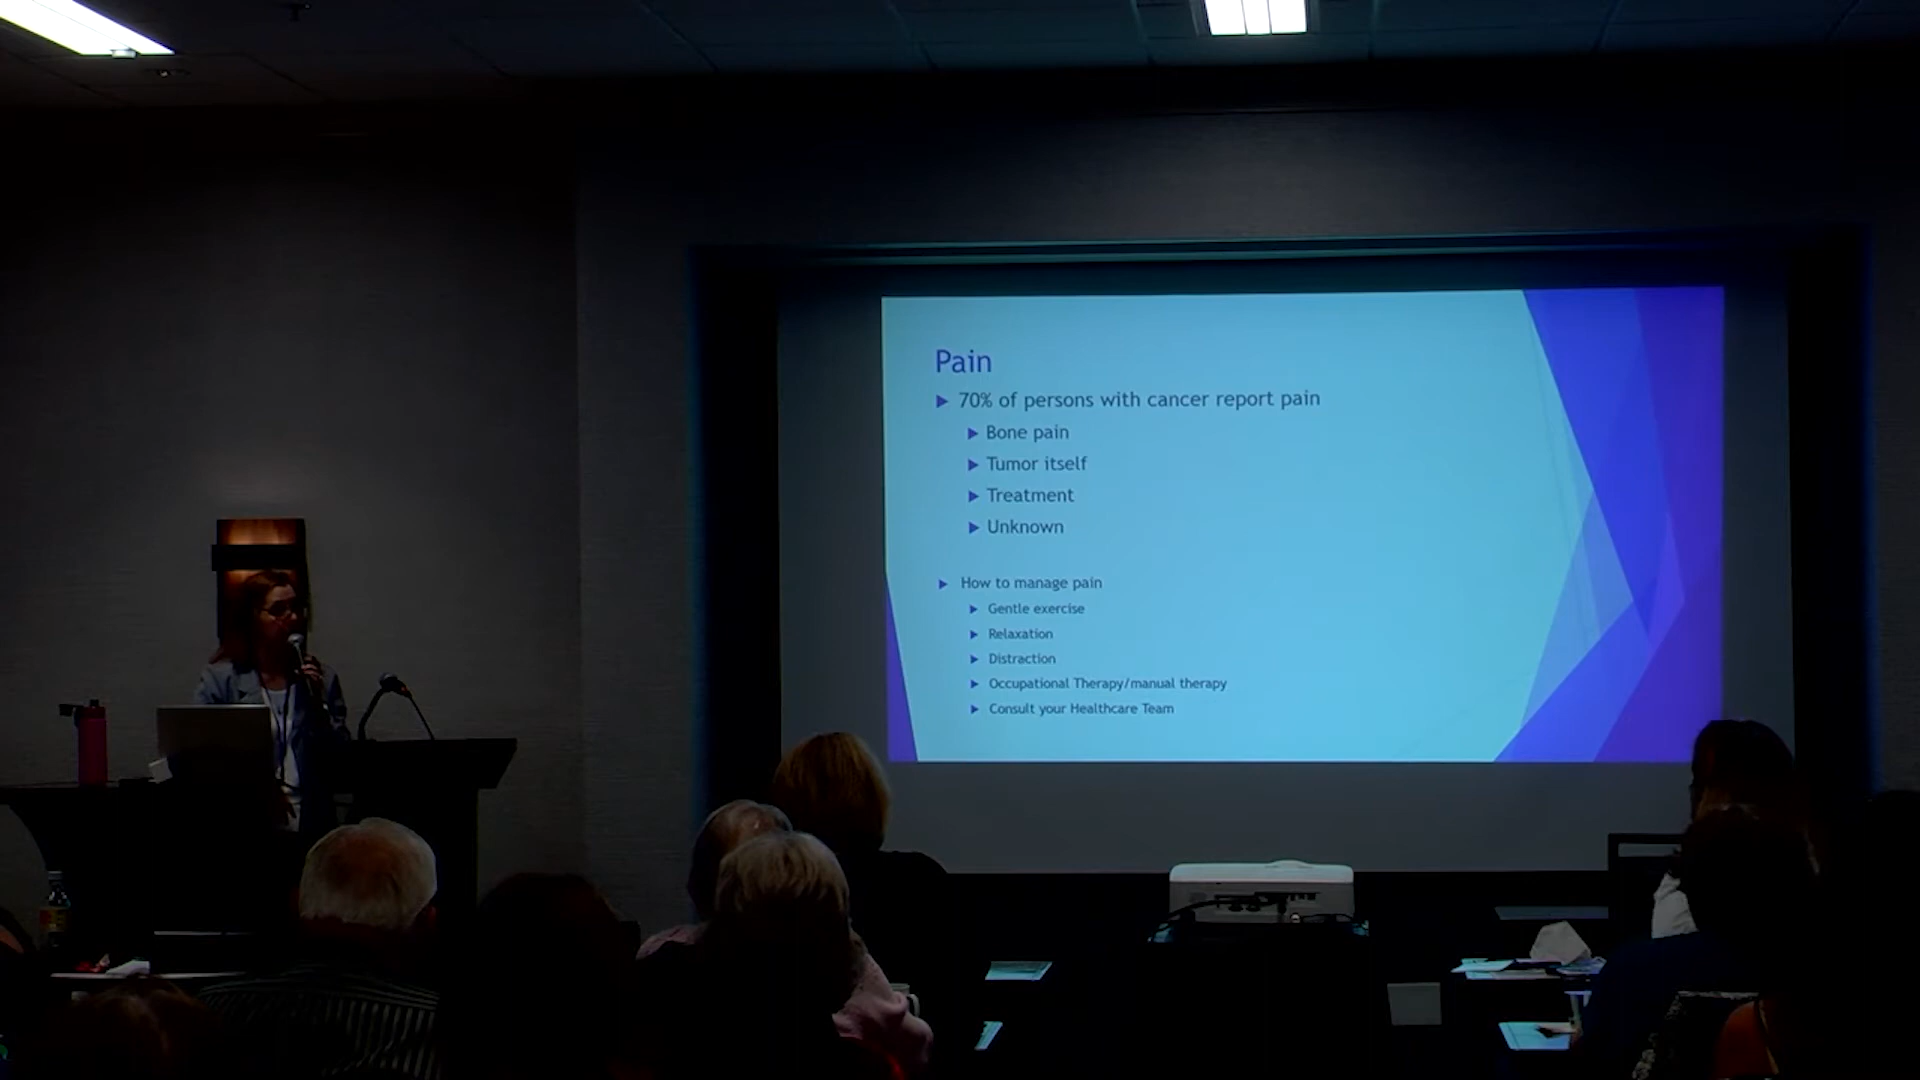 Pain
70% of persons with cancer report pain
Bone pain
Tumor itself
Treatment
Unknown
How to manage pain
Gentle exercise
Relaxation
Distraction
Occupational Therapy/manual therapy
Consult your Healthcare Team